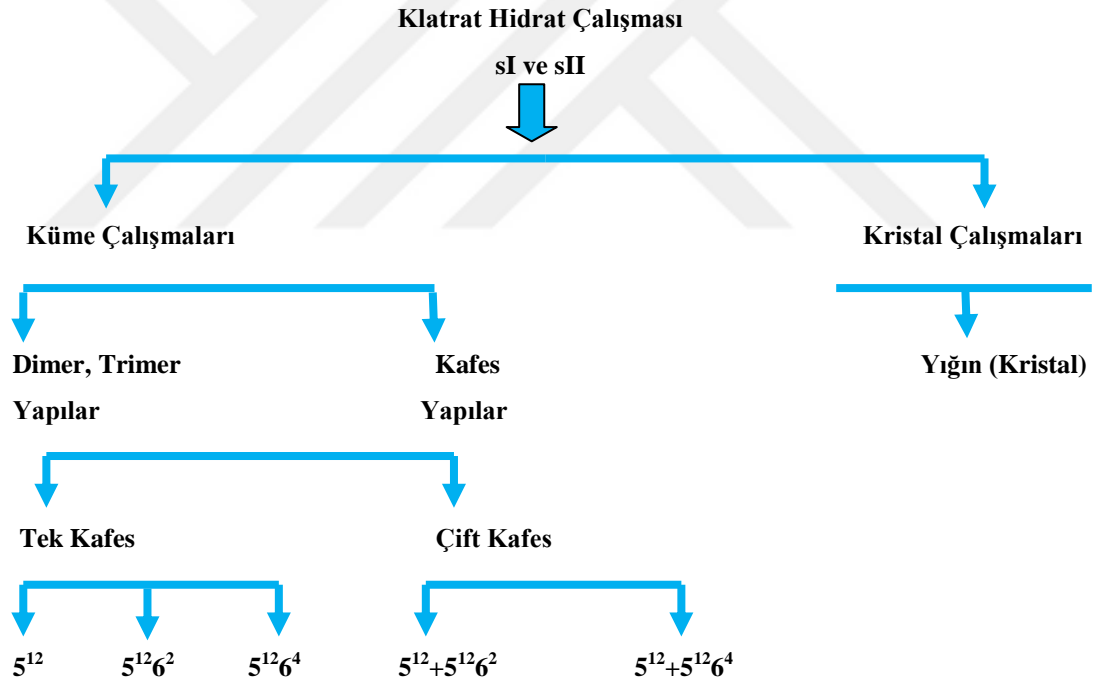 Klatrat Hidrat Çalışması
sI ve sII
Küme Çalışmaları
Kristal Çalışmaları
Dimer, Trimer
Yapılar
Kafes
Yapılar
Yığın (Kristal)
Tek Kafes
Çift Kafes
5¹²
5¹²6²
5¹²6⁴
5¹²+5¹²6²
5¹²+5¹²6⁴